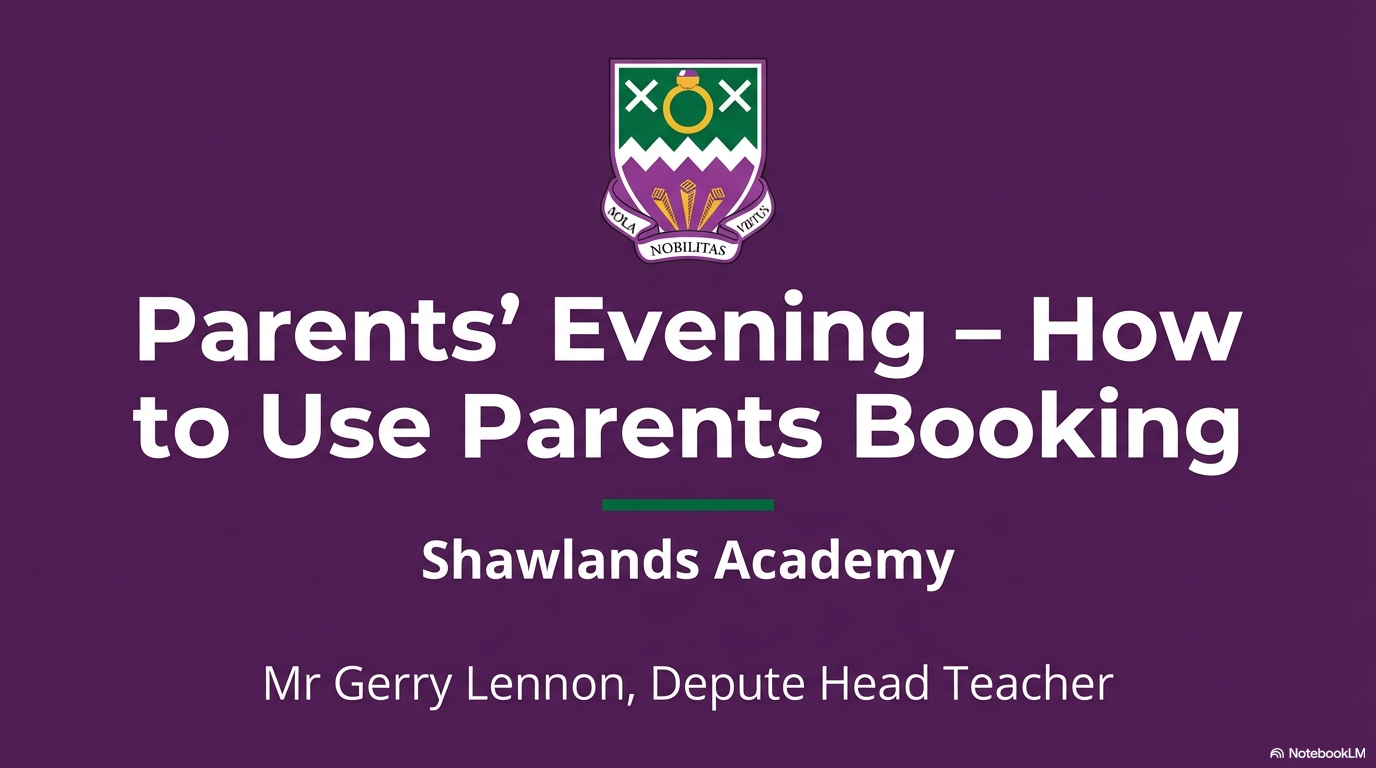 SOLA NOBILITAS VIRTUS
Parents’ Evening – How
to Use Parents Booking
Shawlands Academy
Mr Gerry Lennon, Depute Head Teacher
NotebookLM